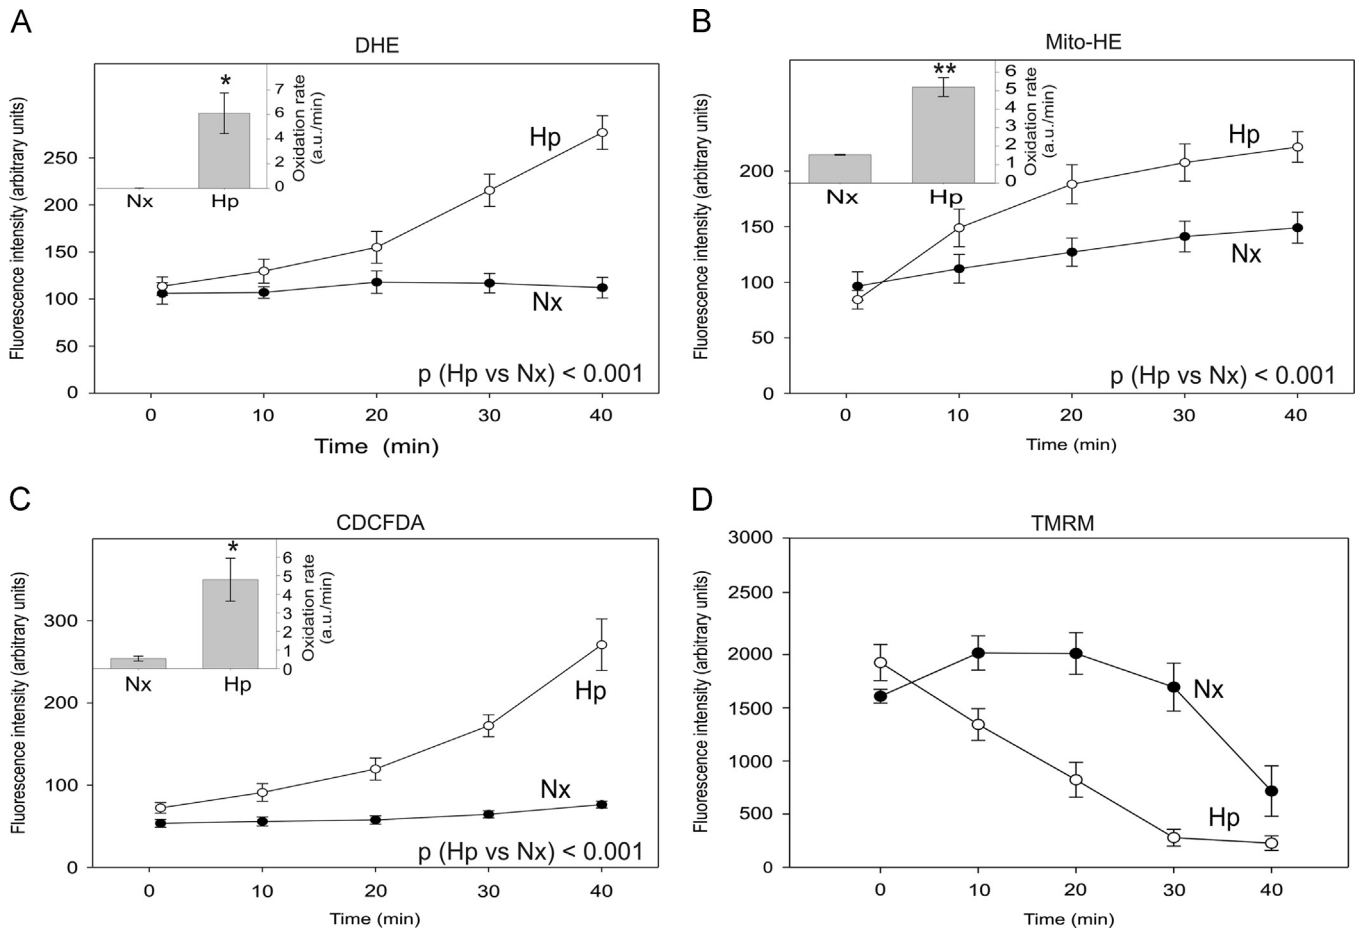 A
DHE
Fluorescence intensity (arbitrary units)
250
200
150
100
50
0
0 10 20 30 40
Time (min)
*
7
6
4
2
0
Oxidation rate
(a.u./min)
Nx Hp
Hp
Nx
p (Hp vs Nx) < 0.001
B
Mito-HE
Fluorescence intensity (arbitrary units)
200
150
100
50
0
0 10 20 30 40
Time (min)
**
6
5
4
2
1
0
Oxidation rate
(a.u./min)
Nx Hp
Hp
Nx
p (Hp vs Nx) < 0.001
C
CDCFDA
Fluorescence intensity (arbitrary units)
300
200
100
0
0 10 20 30 40
Time (min)
*
6
5
4
3
2
1
0
Oxidation rate
(a.u./min)
Nx Hp
Hp
Nx
p (Hp vs Nx) < 0.001
D
TMRM
Fluorescence intensity (arbitrary units)
3000
2500
2000
1500
1000
500
0
0 10 20 30 40
Time (min)
Nx
Hp